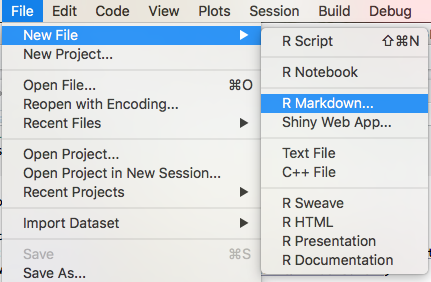 File Edit Code View Plots Session Build Debug
New File
New Project...
Open File... ⌘O
Reopen with Encoding...
Recent Files
Open Project...
Open Project in New Session...
Recent Projects
Import Dataset
Save ⌘S
Save As...
R Script ⇧⌘N
R Notebook
R Markdown...
Shiny Web App...
Text File
C++ File
R Sweave
R HTML
R Presentation
R Documentation